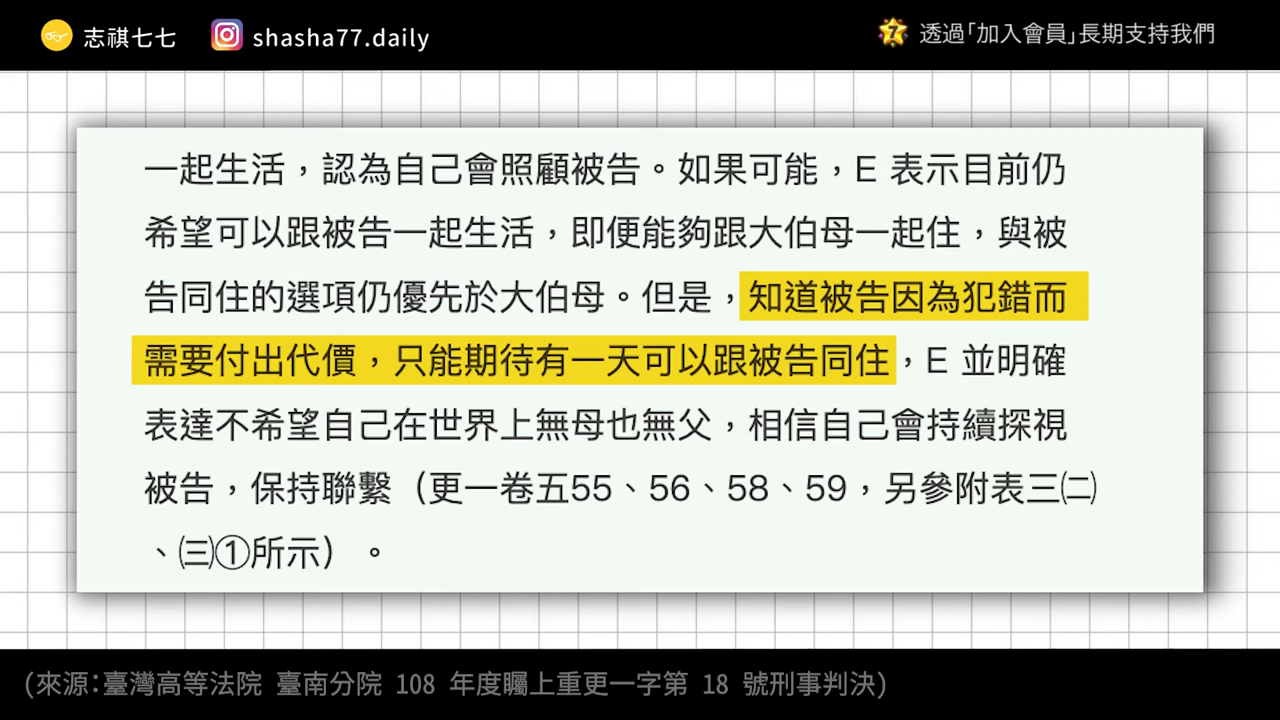 志祺七七 shasha77.daily 透過「加入會員」長期支持我們
一起生活，認為自己會照顧被告。如果可能，E 表示目前仍
希望可以跟被告一起生活，即便能夠跟大伯母一起住，與被
告同住的選項仍優先於大伯母。但是，知道被告因為犯錯而
需要付出代價，只能期待有一天可以跟被告同住，E 並明確
表達不希望自己在世界上無母也無父，相信自己會持續探視
被告，保持聯繫（更一卷五55、56、58、59，另參附表三㈡
、㈢①所示）。
(來源:臺灣高等法院 臺南分院 108 年度矚上重更一字第 18 號刑事判決)